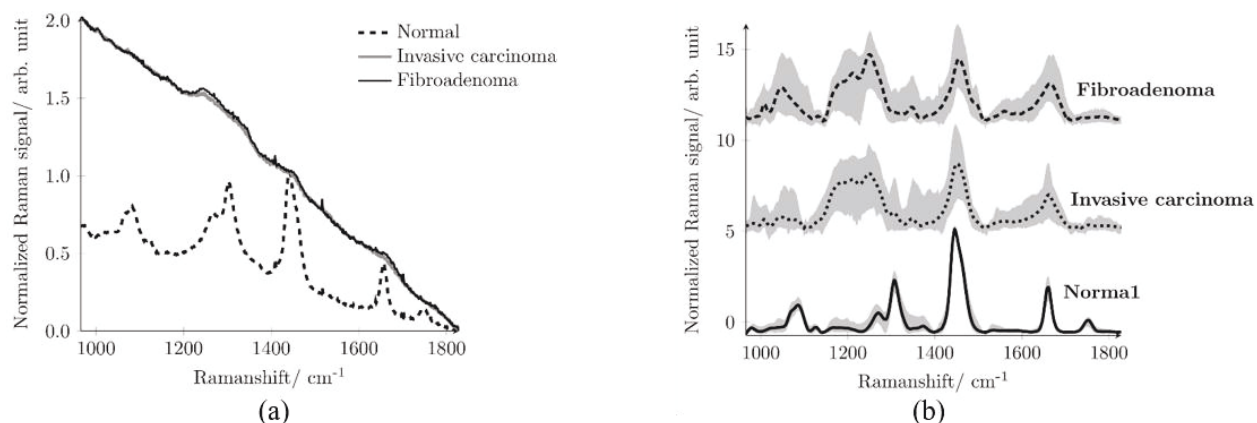 Normalized Raman signal/ arb. unit
2.0
1.5
1.0
0.5
0.0
Normal
Invasive carcinoma
Fibroadenoma
1000 1200 1400 1600 1800
Ramanshift/ cm-1
(a)
Normalized Raman signal/ arb. unit
15
10
5
0
Fibroadenoma
Invasive carcinoma
Norma1
1000 1200 1400 1600 1800
Ramanshift/ cm-1
(b)